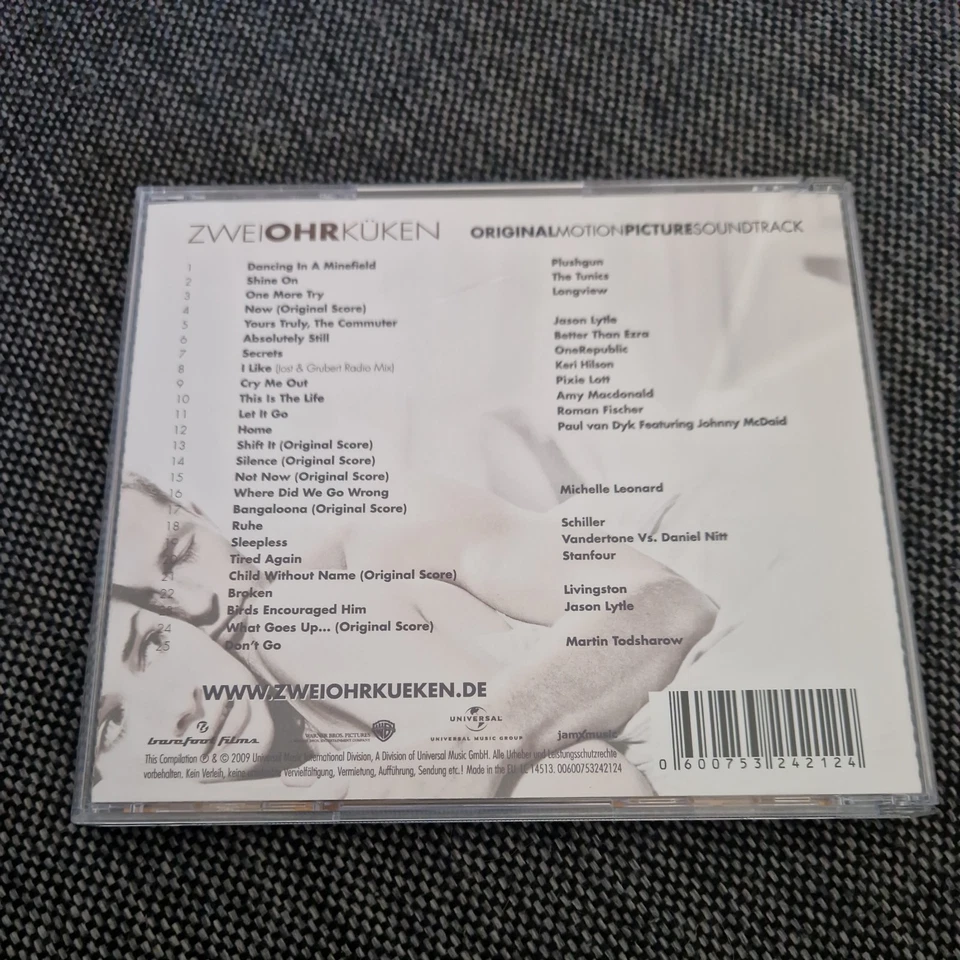 ZWEIOHRKÜKEN ORIGINALMOTIONPICTURESOUNDTRACK
1 Dancing In A Minefield Plushgun
2 Shine On The Tunics
3 One More Try Longview
4 Now (Original Score)
5 Yours Truly, The Commuter Jason Lytle
6 Absolutely Still Better Than Ezra
7 Secrets OneRepublic
8 I Like (Jost & Grubert Radio Mix) Keri Hilson
9 Cry Me Out Pixie Lott
10 This Is The Life Amy Macdonald
11 Let It Go Roman Fischer
12 Home Paul van Dyk Featuring Johnny McDaid
13 Shift It (Original Score)
14 Silence (Original Score)
15 Not Now (Original Score)
16 Where Did We Go Wrong Michelle Leonard
17 Bangaloona (Original Score)
18 Ruhe Schiller
Sleepless Vandertone Vs. Daniel Nitt
Tired Again Stanfour
21 Child Without Name (Original Score)
22 Broken Livingston
Birds Encouraged Him Jason Lytle
24 What Goes Up... (Original Score)
25 Don't Go Martin Todsharow
WWW.ZWEIOHRKUEKEN.DE
barefoot films
WARNER BROS. PICTURES
WB
UNIVERSAL
UNIVERSAL MUSIC GROUP
jamxmusic
This Compilation ℗ & © 2009 Universal Music International Division, A Division of Universal Music GmbH. Alle Urheber und Leistungsschutzrechte
vorbehalten. Kein Verleih, keine Vervielfältigung, Vermietung, Aufführung, Sendung etc.! Made in the EU. LC 14513. 00600753242124
0 600753 242124